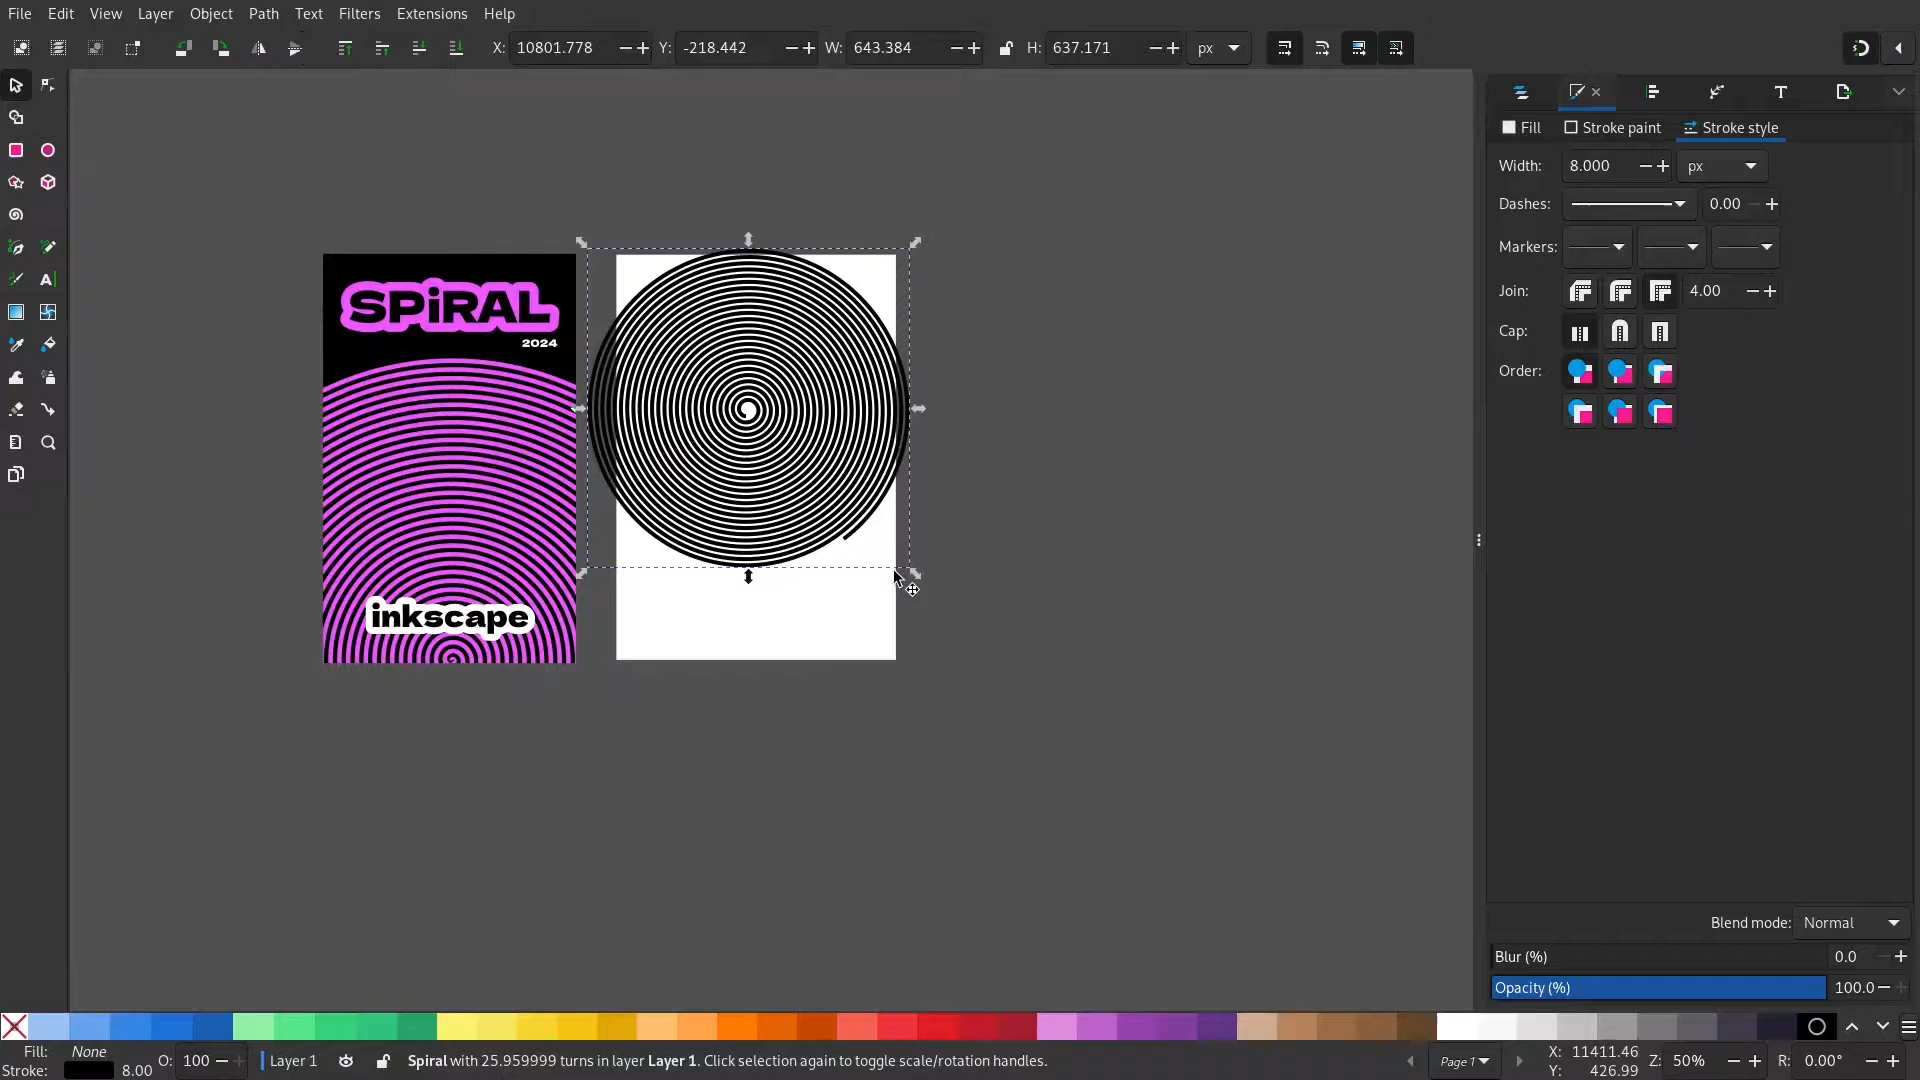 File Edit View Layer Object Path Text Filters Extensions Help
X: 10801.778 Y: -218.442 W: 643.384 H: 637.171 px
Fill Stroke paint Stroke style
Width: 8.000 px
Dashes: 0.00
Markers:
Join: 4.00
Cap:
Order:
SPiRAL
2024
inkscape
Blend mode: Normal
Blur (%) 0.0
Opacity (%) 100.0
Fill: None O: 100 Layer 1 Spiral with 25.959999 turns in layer Layer 1. Click selection again to toggle scale/rotation handles. Page 1 X: 11411.46 Z: 50% R: 0.00°
Stroke: 8.00 Y: 426.99